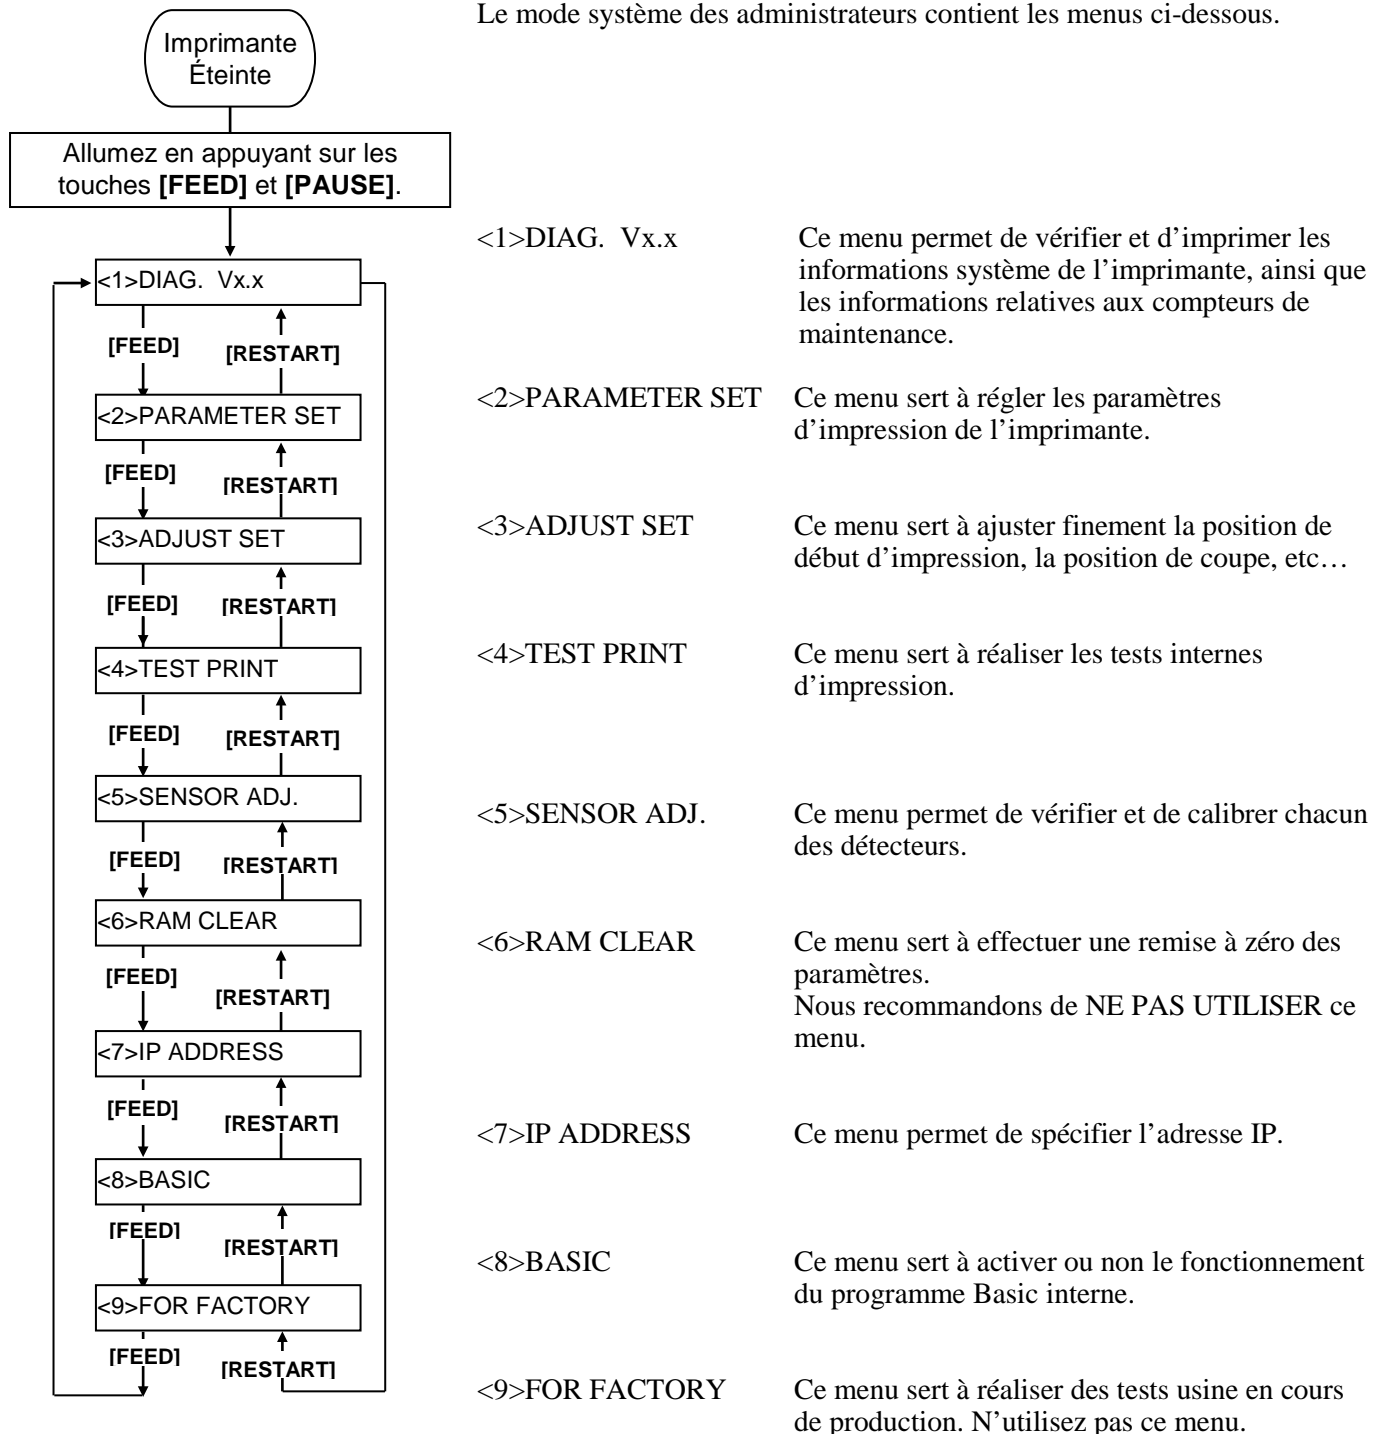 Le mode système des administrateurs contient les menus ci-dessous.
Imprimante
Éteinte
Allumez en appuyant sur les
touches [FEED] et [PAUSE].
<1>DIAG. Vx.x
[FEED]
[RESTART]
<2>PARAMETER SET
[FEED]
[RESTART]
<3>ADJUST SET
[FEED]
[RESTART]
<4>TEST PRINT
[FEED]
[RESTART]
<5>SENSOR ADJ.
[FEED]
[RESTART]
<6>RAM CLEAR
[FEED]
[RESTART]
<7>IP ADDRESS
[FEED]
[RESTART]
<8>BASIC
[FEED]
[RESTART]
<9>FOR FACTORY
[FEED]
[RESTART]
<1>DIAG. Vx.x Ce menu permet de vérifier et d’imprimer les
informations système de l’imprimante, ainsi que
les informations relatives aux compteurs de
maintenance.
<2>PARAMETER SET Ce menu sert à régler les paramètres
d’impression de l’imprimante.
<3>ADJUST SET Ce menu sert à ajuster finement la position de
début d’impression, la position de coupe, etc…
<4>TEST PRINT Ce menu sert à réaliser les tests internes
d’impression.
<5>SENSOR ADJ. Ce menu permet de vérifier et de calibrer chacun
des détecteurs.
<6>RAM CLEAR Ce menu sert à effectuer une remise à zéro des
paramètres.
Nous recommandons de NE PAS UTILISER ce
menu.
<7>IP ADDRESS Ce menu permet de spécifier l’adresse IP.
<8>BASIC Ce menu sert à activer ou non le fonctionnement
du programme Basic interne.
<9>FOR FACTORY Ce menu sert à réaliser des tests usine en cours
de production. N’utilisez pas ce menu.